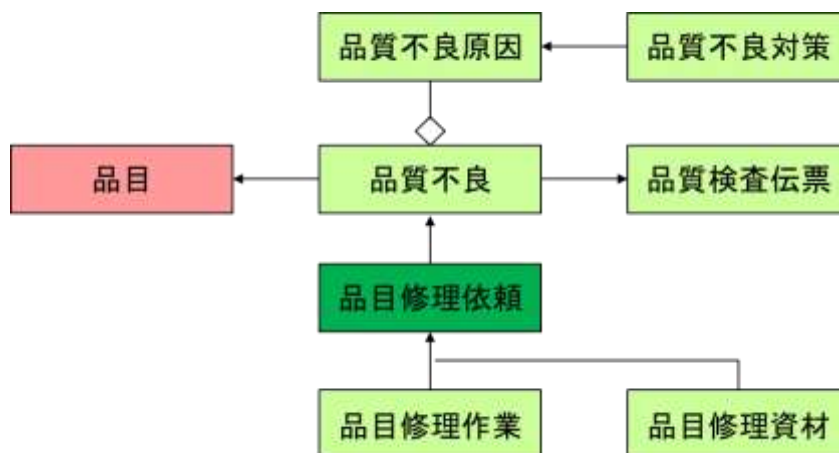 品質不良原因
品質不良対策
品目
品質不良
品質検査伝票
品目修理依頼
品目修理作業
品目修理資材